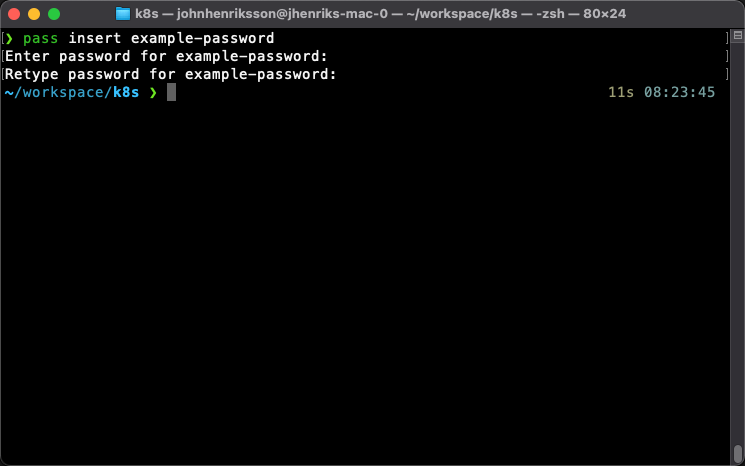 k8s — johnhenriksson@jhenriks-mac-0 — ~/workspace/k8s — -zsh — 80×24
[❯ pass insert example-password ]
[Enter password for example-password: ]
[Retype password for example-password: ]
~/workspace/k8s ❯ 11s 08:23:45